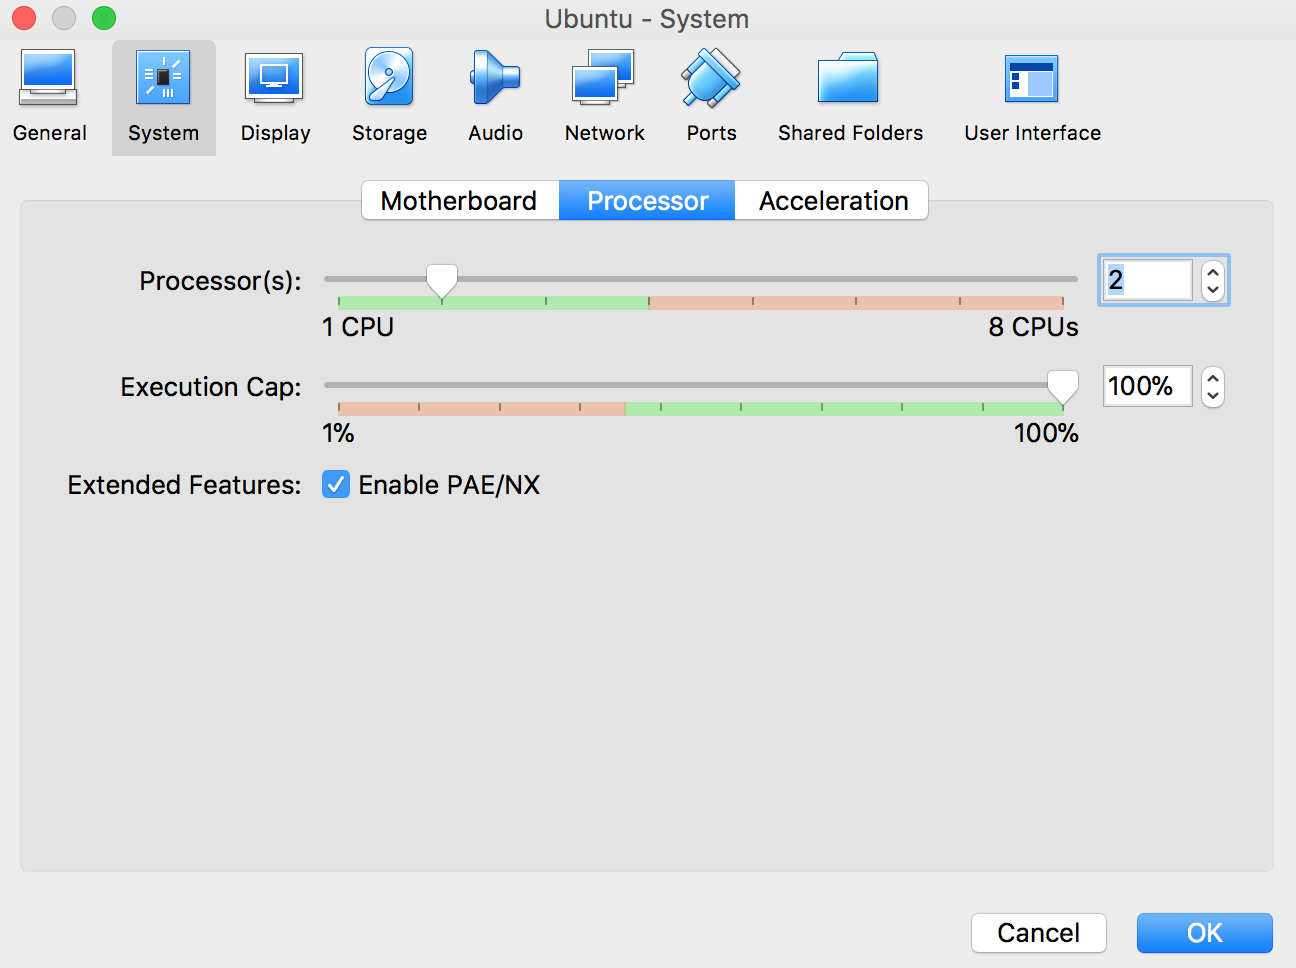 Ubuntu - System
General System Display Storage Audio Network Ports Shared Folders User Interface
Motherboard Processor Acceleration
Processor(s): 2
1 CPU 8 CPUs
Execution Cap: 100%
1% 100%
Extended Features: Enable PAE/NX
Cancel OK